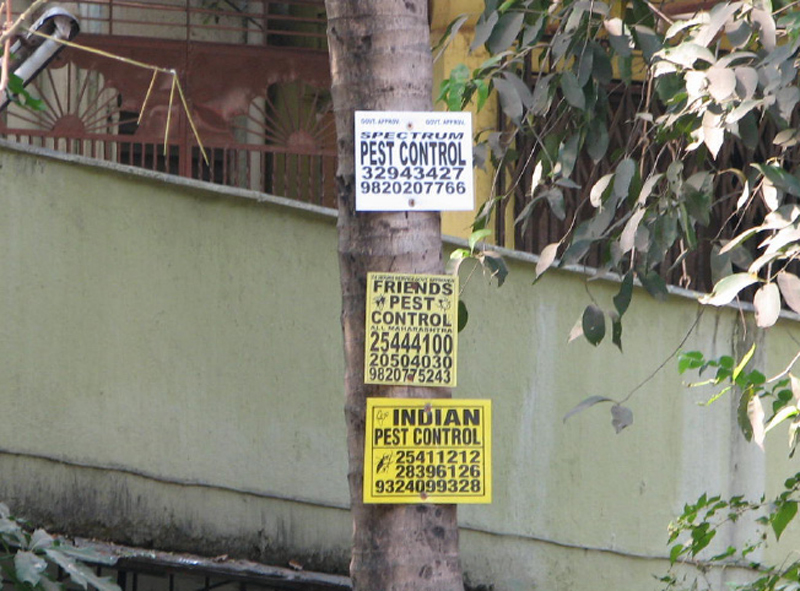 GOVT. APPROV. GOVT. APPROV.
SPECTRUM
PEST CONTROL
32943427
9820207766
FRIENDS
PEST
CONTROL
ALL MAHARASHTRA
25444100
20504030
9820775243
INDIAN
PEST CONTROL
25411212
28396126
9324099328